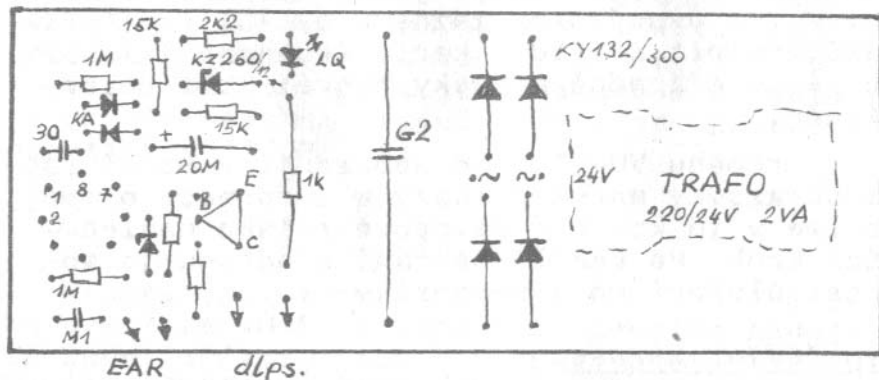 15K
2K2
KZ260/12
LQ
KY132/300
1M
KA
15K
30
+
20M
G2
24V
TRAFO
220/24V 2VA
~ ~
8 7
2
B
E
C
1K
1M
M1
EAR dlps.